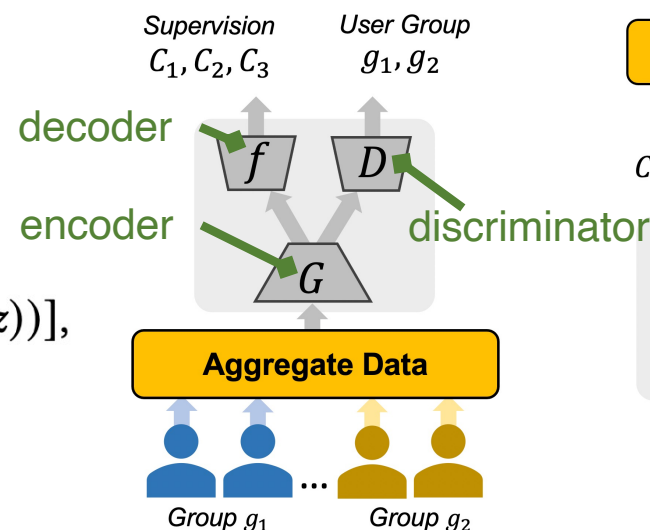 Supervision
C₁, C₂, C₃
User Group
g₁, g₂
decoder
f
D
encoder
discriminator
G
z))],
Aggregate Data
...
Group g₁
Group g₂
C